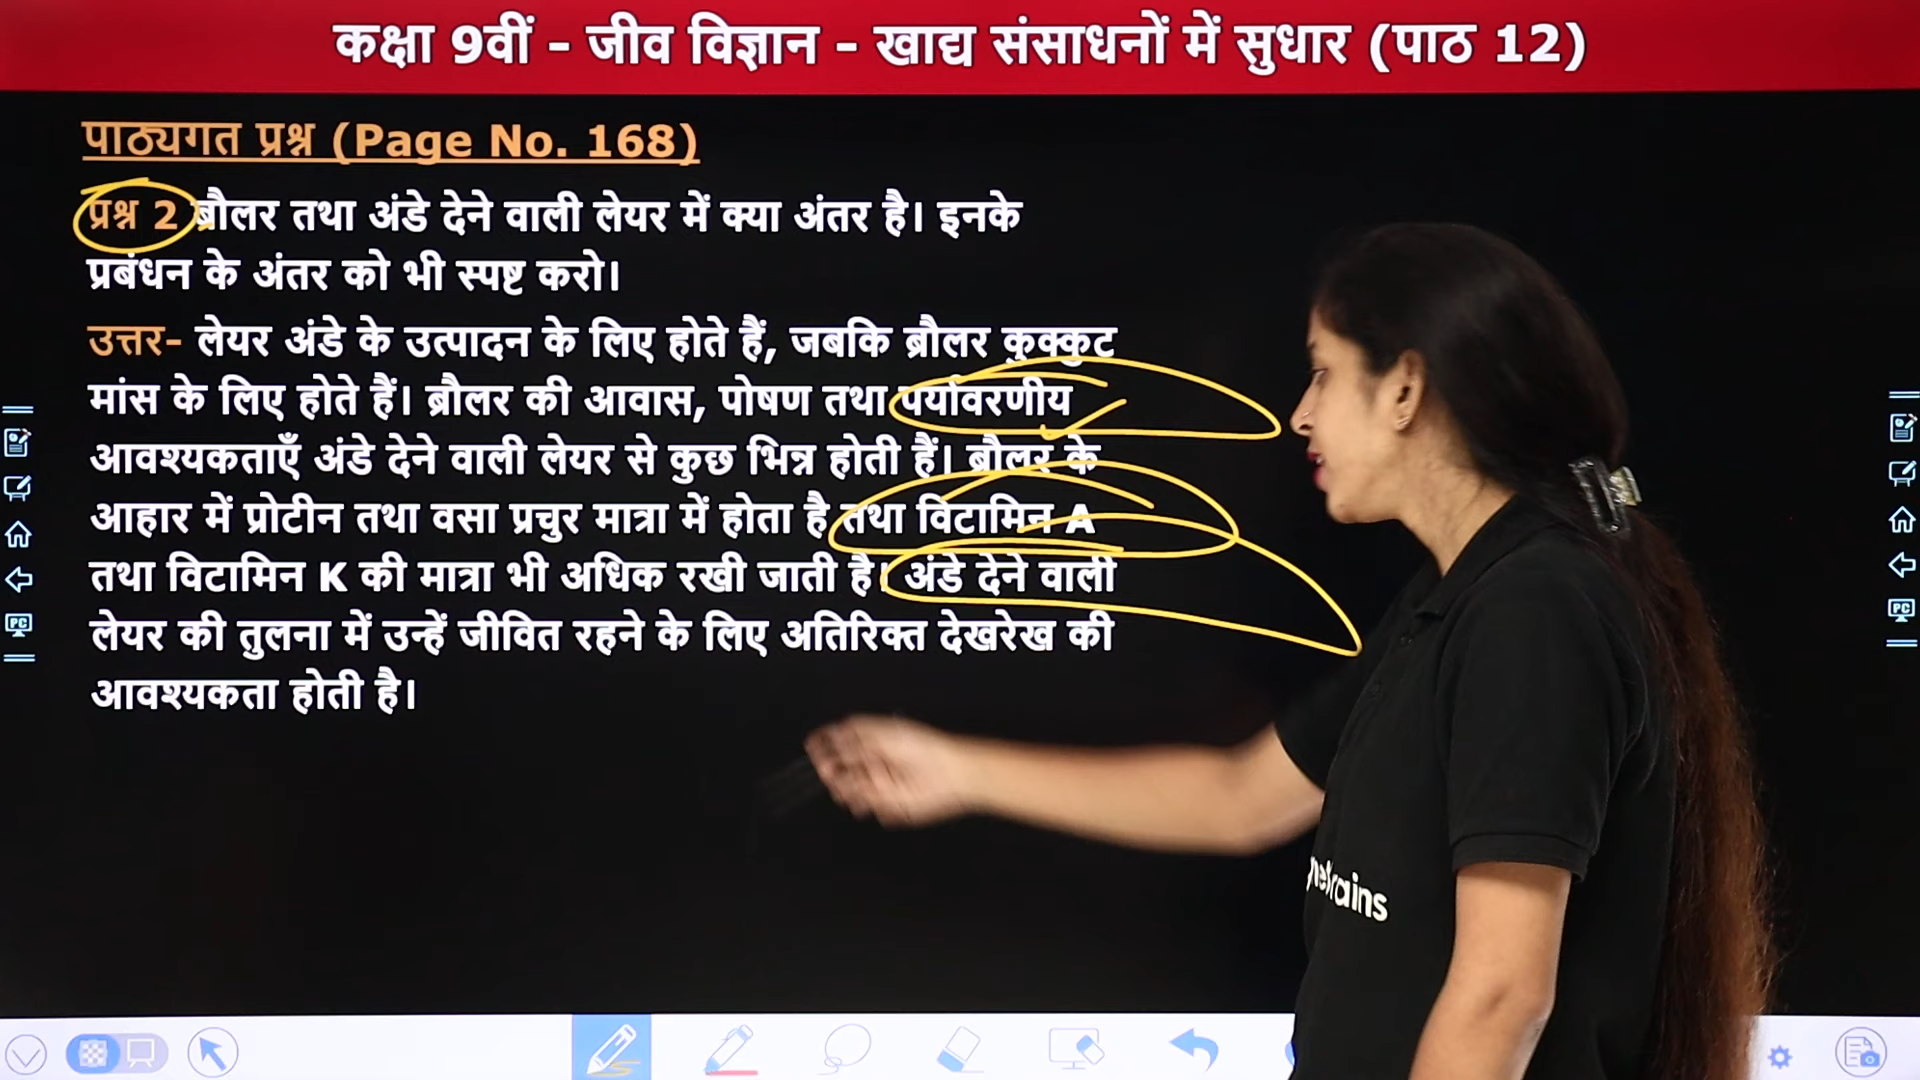 कक्षा 9वीं - जीव विज्ञान - खाद्य संसाधनों में सुधार (पाठ 12)
पाठ्यगत प्रश्न (Page No. 168)
प्रश्न 2 ब्रौलर तथा अंडे देने वाली लेयर में क्या अंतर है। इनके
प्रबंधन के अंतर को भी स्पष्ट करो।
उत्तर- लेयर अंडे के उत्पादन के लिए होते हैं, जबकि ब्रौलर कुक्कुट
मांस के लिए होते हैं। ब्रौलर की आवास, पोषण तथा पर्यावरणीय
आवश्यकताएँ अंडे देने वाली लेयर से कुछ भिन्न होती हैं। ब्रौलर के
आहार में प्रोटीन तथा वसा प्रचुर मात्रा में होता है तथा विटामिन A
तथा विटामिन K की मात्रा भी अधिक रखी जाती है। अंडे देने वाली
लेयर की तुलना में उन्हें जीवित रहने के लिए अतिरिक्त देखरेख की
आवश्यकता होती है।
PC
PC